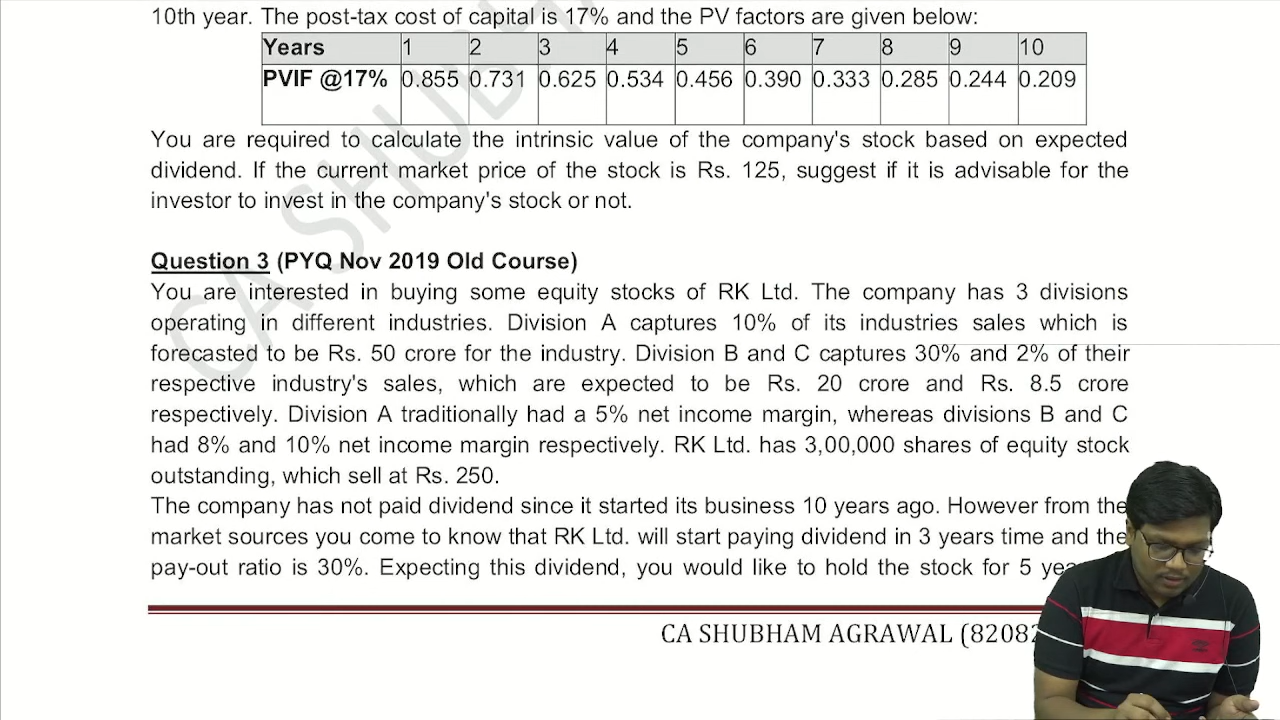 10th year. The post-tax cost of capital is 17% and the PV factors are given below:
Years 1 2 3 4 5 6 7 8 9 10
PVIF @17% 0.855 0.731 0.625 0.534 0.456 0.390 0.333 0.285 0.244 0.209
You are required to calculate the intrinsic value of the company's stock based on expected
dividend. If the current market price of the stock is Rs. 125, suggest if it is advisable for the
investor to invest in the company's stock or not.
Question 3 (PYQ Nov 2019 Old Course)
You are interested in buying some equity stocks of RK Ltd. The company has 3 divisions
operating in different industries. Division A captures 10% of its industries sales which is
forecasted to be Rs. 50 crore for the industry. Division B and C captures 30% and 2% of their
respective industry's sales, which are expected to be Rs. 20 crore and Rs. 8.5 crore
respectively. Division A traditionally had a 5% net income margin, whereas divisions B and C
had 8% and 10% net income margin respectively. RK Ltd. has 3,00,000 shares of equity stock
outstanding, which sell at Rs. 250.
The company has not paid dividend since it started its business 10 years ago. However from the
market sources you come to know that RK Ltd. will start paying dividend in 3 years time and the
pay-out ratio is 30%. Expecting this dividend, you would like to hold the stock for 5
CA SHUBHAM AGRAWAL (8208
CA SHUBH